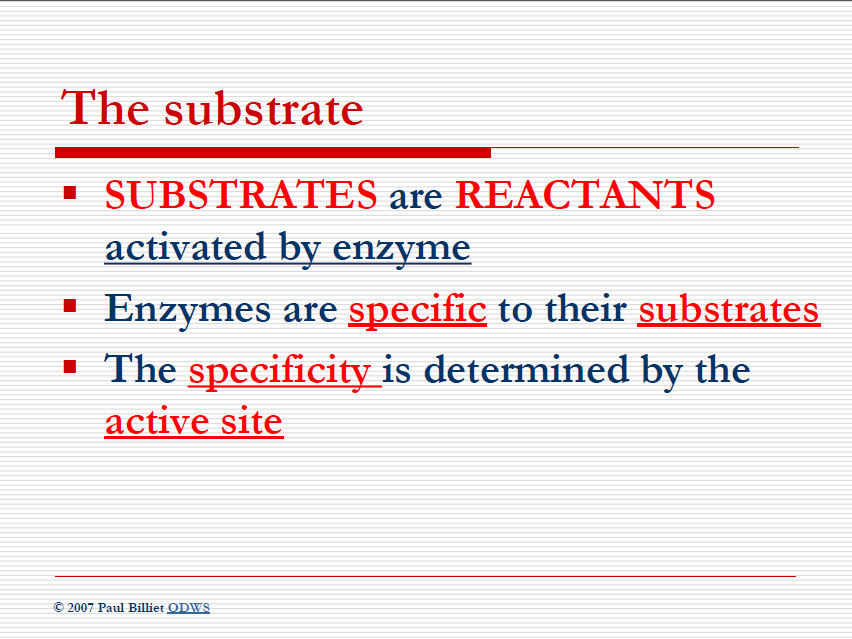 The substrate
SUBSTRATES are REACTANTS
activated by enzyme
Enzymes are specific to their substrates
The specificity is determined by the
active site
© 2007 Paul Billiet ODWS